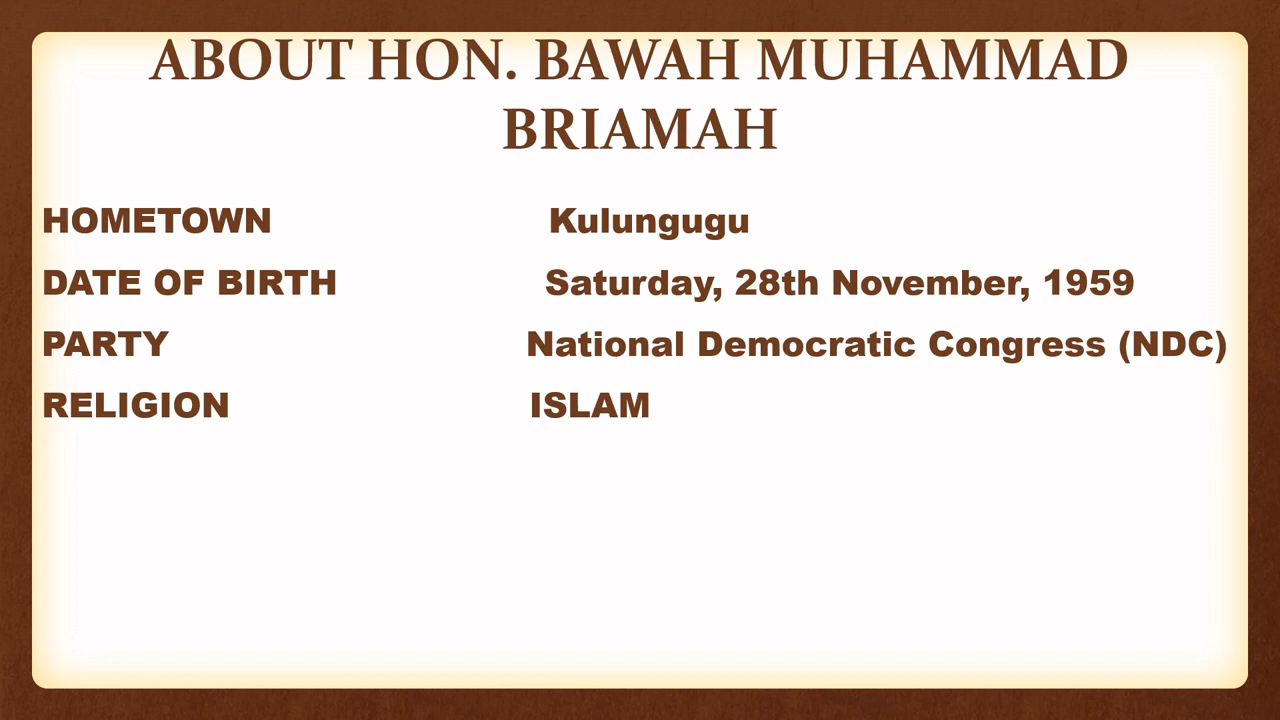 ABOUT HON. BAWAH MUHAMMAD
BRIAMAH
HOMETOWN Kulungugu
DATE OF BIRTH Saturday, 28th November, 1959
PARTY National Democratic Congress (NDC)
RELIGION ISLAM